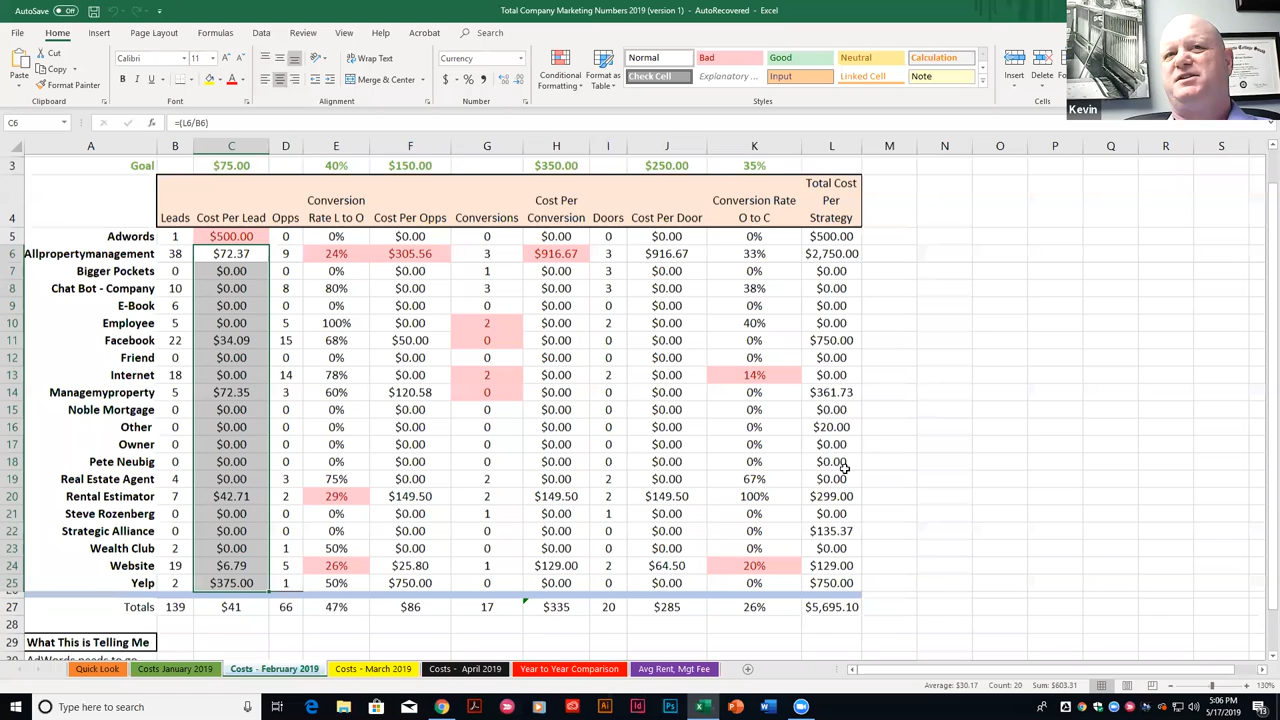 AutoSave Off Total Company Marketing Numbers 2019 (version 1) - AutoRecovered - Excel
File Home Insert Page Layout Formulas Data Review View Help Acrobat Search
Paste Cut Calibri 11 Wrap Text Currency Conditional Formatting Format as Table Normal Bad Good Neutral Calculation Insert Delete
Copy
Format Painter B I U Merge & Center $ % Check Cell Explanatory... Input Linked Cell Note
Clipboard Font Alignment Number Styles Cells
Kevin
C6 fx =(L6/B6)
A B C D E F G H I J K L M N O P Q R S
3 Goal $75.00 40% $150.00 $350.00 $250.00 35%
4 Leads Cost Per Lead Opps Conversion Rate L to O Cost Per Opps Conversions Cost Per Conversion Doors Cost Per Door Conversion Rate O to C Total Cost Per Strategy
5 Adwords 1 $500.00 0 0% $0.00 0 $0.00 0 $0.00 0% $500.00
6 Allpropertymanagement 38 $72.37 9 24% $305.56 3 $916.67 3 $916.67 33% $2,750.00
7 Bigger Pockets 0 $0.00 0 0% $0.00 1 $0.00 3 $0.00 0% $0.00
8 Chat Bot - Company 10 $0.00 8 80% $0.00 3 $0.00 3 $0.00 38% $0.00
9 E-Book 6 $0.00 0 0% $0.00 0 $0.00 0 $0.00 0% $0.00
10 Employee 5 $0.00 5 100% $0.00 2 $0.00 2 $0.00 40% $0.00
11 Facebook 22 $34.09 15 68% $50.00 0 $0.00 0 $0.00 0% $750.00
12 Friend 0 $0.00 0 0% $0.00 0 $0.00 0 $0.00 0% $0.00
13 Internet 18 $0.00 14 78% $0.00 2 $0.00 2 $0.00 14% $0.00
14 Managemyproperty 5 $72.35 3 60% $120.58 0 $0.00 0 $0.00 0% $361.73
15 Noble Mortgage 0 $0.00 0 0% $0.00 0 $0.00 0 $0.00 0% $0.00
16 Other 0 $0.00 0 0% $0.00 0 $0.00 0 $0.00 0% $20.00
17 Owner 0 $0.00 0 0% $0.00 0 $0.00 0 $0.00 0% $0.00
18 Pete Neubig 0 $0.00 0 0% $0.00 0 $0.00 0 $0.00 0% $0.00
19 Real Estate Agent 4 $0.00 3 75% $0.00 2 $0.00 2 $0.00 67% $0.00
20 Rental Estimator 7 $42.71 2 29% $149.50 2 $149.50 2 $149.50 100% $299.00
21 Steve Rozenberg 0 $0.00 0 0% $0.00 1 $0.00 1 $0.00 0% $0.00
22 Strategic Alliance 0 $0.00 0 0% $0.00 0 $0.00 0 $0.00 0% $135.37
23 Wealth Club 2 $0.00 1 50% $0.00 0 $0.00 0 $0.00 0% $0.00
24 Website 19 $6.79 5 26% $25.80 1 $129.00 2 $64.50 20% $129.00
25 Yelp 2 $375.00 1 50% $750.00 0 $0.00 0 $0.00 0% $750.00
27 Totals 139 $41 66 47% $86 17 $335 20 $285 26% $5,695.10
28
29 What This is Telling Me
30 AdWords needs to go
Quick Look Costs January 2019 Costs - February 2019 Costs - March 2019 Costs - April 2019 Year to Year Comparison Avg Rent, Mgt Fee
Average: $30.17 Count: 20 Sum: $603.31 130%
Type here to search 5:06 PM
5/17/2019